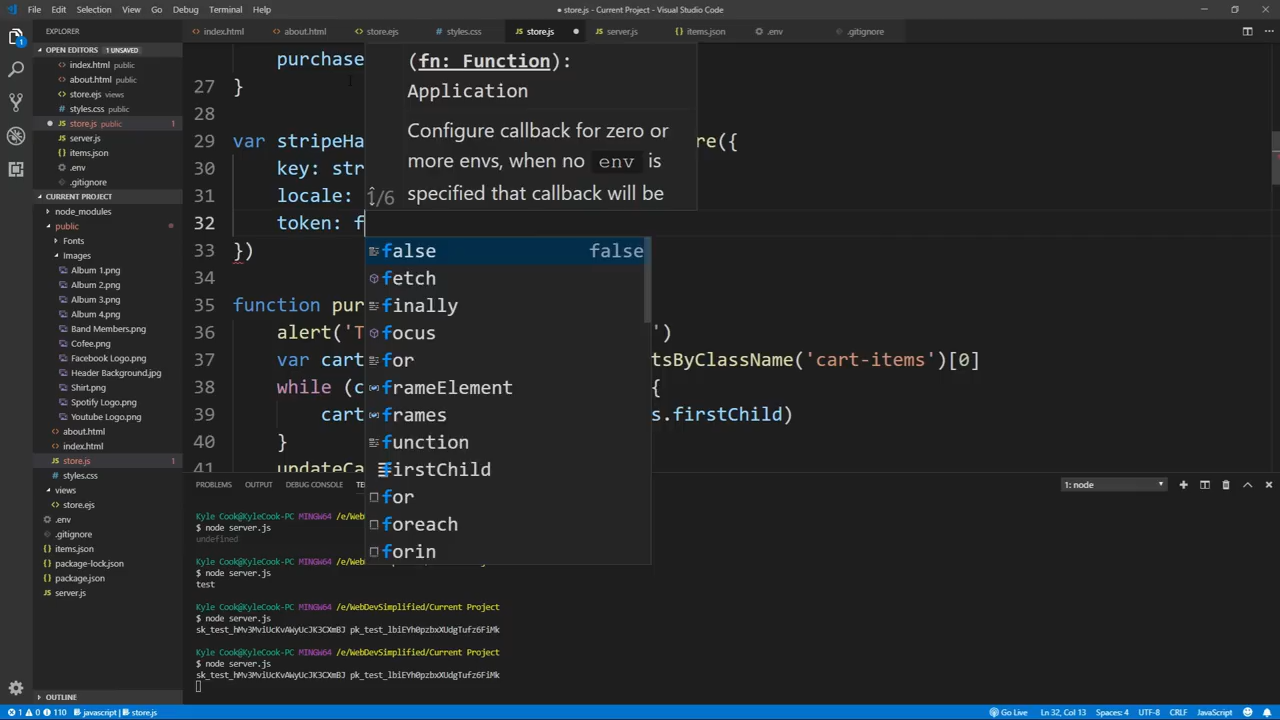 File Edit Selection View Go Debug Terminal Help
● store.js - Current Project - Visual Studio Code
EXPLORER
index.html about.html store.ejs styles.css store.js server.js items.json .env .gitignore
OPEN EDITORS 1 UNSAVED
index.html public
about.html public
store.ejs views
styles.css public
store.js public 1
server.js
items.json
.env
.gitignore
CURRENT PROJECT
node_modules
public
Fonts
Images
Album 1.png
Album 2.png
Album 3.png
Album 4.png
Band Members.png
Cofee.png
Facebook Logo.png
Header Background.jpg
Shirt.png
Spotify Logo.png
Youtube Logo.png
about.html
index.html
store.js 1
styles.css
views
store.ejs
.env
.gitignore
items.json
package-lock.json
package.json
server.js
OUTLINE
purchase
27 }
28
29 var stripeHa re({
30 key: str
31 locale:
32 token: f
33 })
34
35 function pur
36 alert('T ')
37 var cart tsByClassName('cart-items')[0]
38 while (c {
39 cart s.firstChild)
40 }
41 updateCa
(fn: Function):
Application
Configure callback for zero or
more envs, when no env is
specified that callback will be
1/6
false false
fetch
finally
focus
for
frameElement
frames
function
firstChild
for
foreach
forin
PROBLEMS OUTPUT DEBUG CONSOLE TE 1: node
Kyle Cook@KyleCook-PC MINGW64 /e/We
$ node server.js
undefined
Kyle Cook@KyleCook-PC MINGW64 /e/We
$ node server.js
test
Kyle Cook@KyleCook-PC MINGW64 /e/WebDevSimplified/Current Project
$ node server.js
sk_test_hMv3MviUcKvAWyUcJK3CXmBJ pk_test_lbiEYh0pzbxXUdgTufz6FiMk
Kyle Cook@KyleCook-PC MINGW64 /e/WebDevSimplified/Current Project
$ node server.js
sk_test_hMv3MviUcKvAWyUcJK3CXmBJ pk_test_lbiEYh0pzbxXUdgTufz6FiMk
1 0 110 javascript | store.js Go Live Ln 32, Col 13 Spaces: 4 UTF-8 CRLF JavaScript